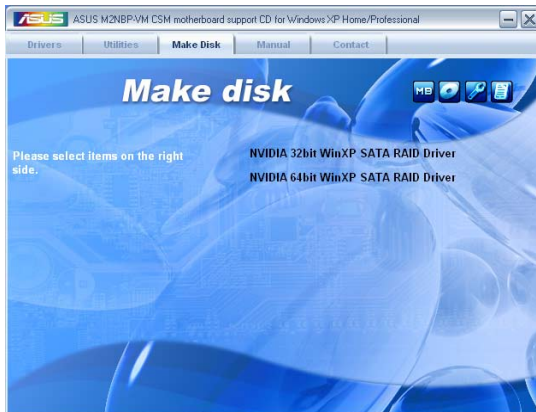 ASUS ASUS M2NBP-VM CSM motherboard support CD for Windows XP Home/Professional
Drivers Utilities Make Disk Manual Contact
Make disk
MB
Please select items on the right side.
NVIDIA 32bit WinXP SATA RAID Driver
NVIDIA 64bit WinXP SATA RAID Driver